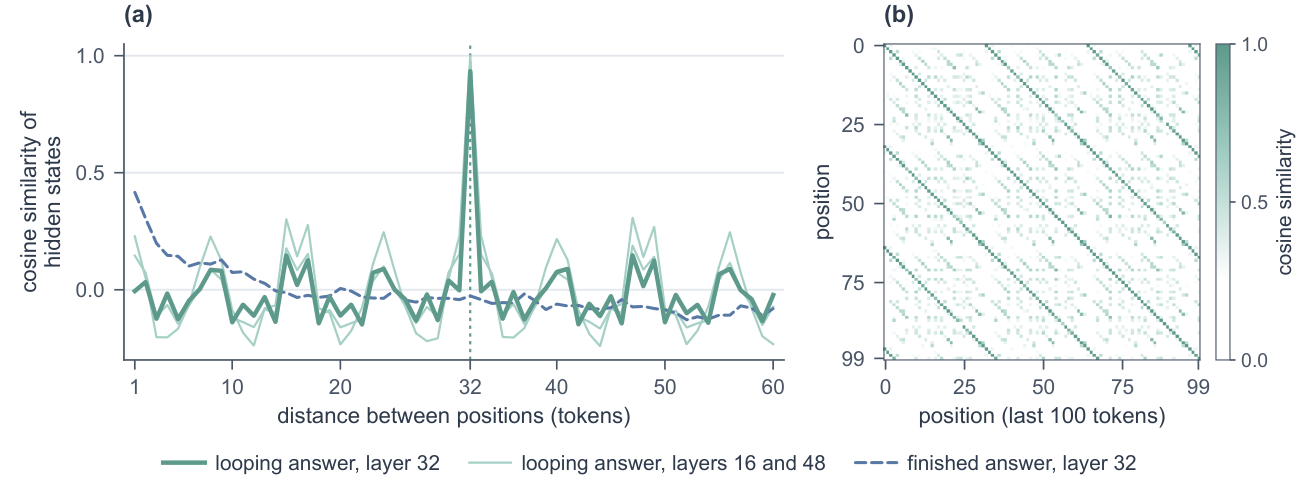 (a)
(b)
1.0
0.5
0.0
cosine similarity of
hidden states
1
10
20
32
40
50
60
distance between positions (tokens)
0
25
50
75
99
position
0
25
50
75
99
position (last 100 tokens)
1.0
0.5
0.0
cosine similarity
looping answer, layer 32
looping answer, layers 16 and 48
finished answer, layer 32